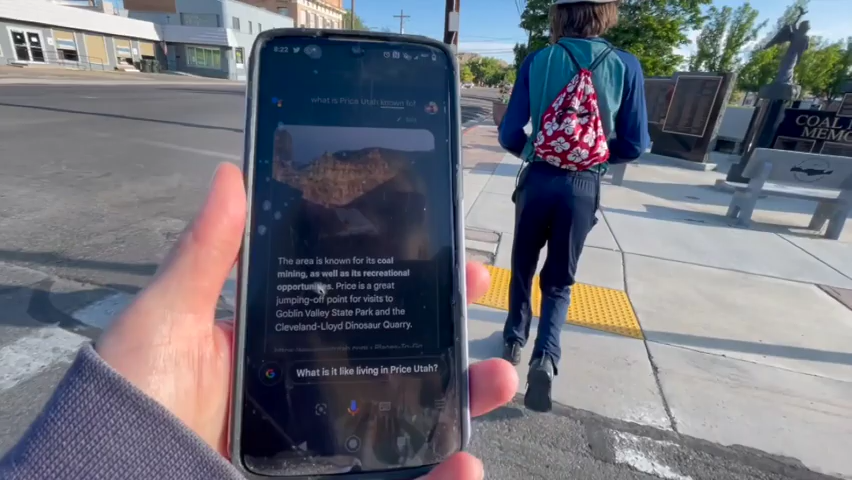 8:22
what is Price Utah known for?
The area is known for its coal
mining, as well as its recreational
opportunities. Price is a great
jumping-off point for visits to
Goblin Valley State Park and the
Cleveland-Lloyd Dinosaur Quarry.
What is it like living in Price Utah?
COAL
MEMO